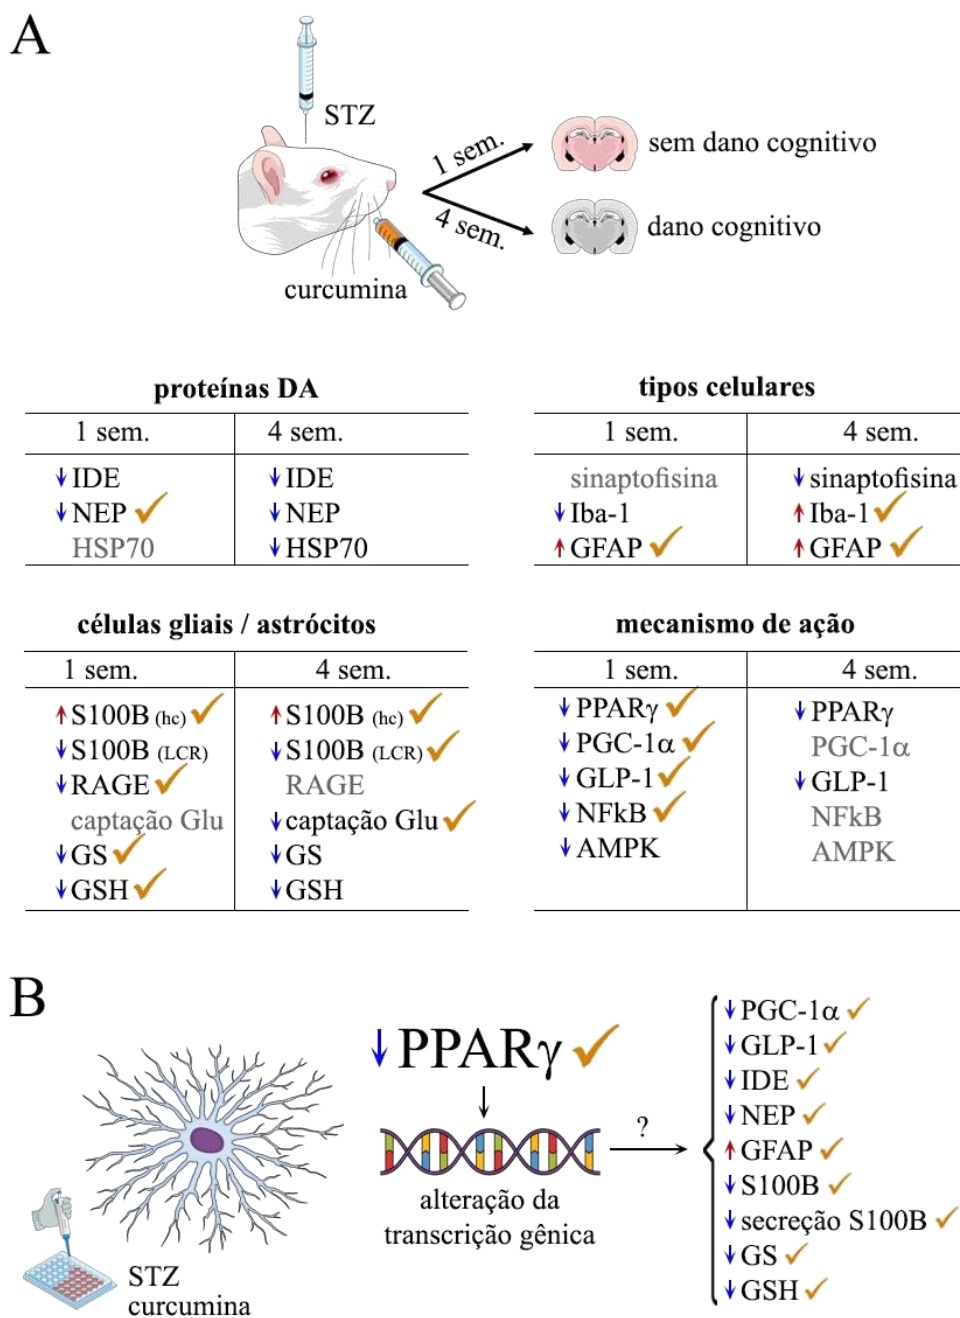 A
STZ
1 sem.
sem dano cognitivo
4 sem.
dano cognitivo
curcumina
proteínas DA
1 sem. 4 sem.
↓IDE ↓IDE
↓NEP ✓ ↓NEP
HSP70 ↓HSP70
tipos celulares
1 sem. 4 sem.
sinaptofisina ↓sinaptofisina
↓Iba-1 ↑Iba-1 ✓
↑GFAP ✓ ↑GFAP ✓
células gliais / astrócitos
1 sem. 4 sem.
↑S100B (hc) ✓ ↑S100B (hc) ✓
↓S100B (LCR) ↓S100B (LCR) ✓
↓RAGE ✓ RAGE
captação Glu ↓captação Glu ✓
↓GS ✓ ↓GS
↓GSH ✓ ↓GSH
mecanismo de ação
1 sem. 4 sem.
↓PPARγ ✓ ↓PPARγ
↓PGC-1α ✓ PGC-1α
↓GLP-1 ✓ ↓GLP-1
↓NFkB ✓ NFkB
↓AMPK AMPK
B
STZ
curcumina
↓PPARγ ✓
alteração da
transcrição gênica
?
↓PGC-1α ✓
↓GLP-1 ✓
↓IDE ✓
↓NEP ✓
↑GFAP ✓
↓S100B ✓
↓secreção S100B ✓
↓GS ✓
↓GSH ✓